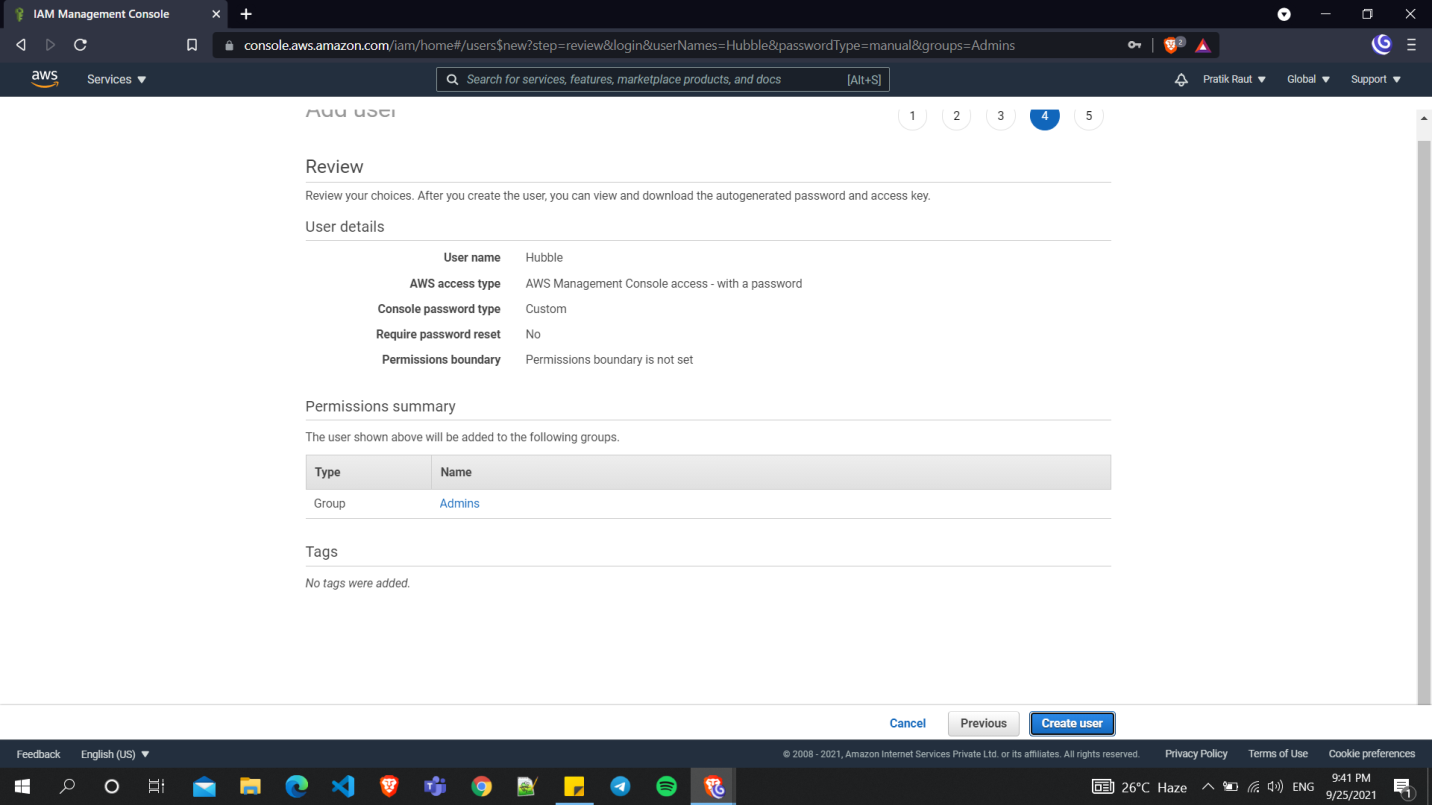 IAM Management Console
console.aws.amazon.com/iam/home#/users$new?step=review&login&userNames=Hubble&passwordType=manual&groups=Admins
2
aws
Services
Search for services, features, marketplace products, and docs
[Alt+S]
Pratik Raut
Global
Support
Add user
1 2 3 4 5
Review
Review your choices. After you create the user, you can view and download the autogenerated password and access key.
User details
User name Hubble
AWS access type AWS Management Console access - with a password
Console password type Custom
Require password reset No
Permissions boundary Permissions boundary is not set
Permissions summary
The user shown above will be added to the following groups.
Type Name
Group Admins
Tags
No tags were added.
Cancel Previous Create user
Feedback English (US) © 2008 - 2021, Amazon Internet Services Private Ltd. or its affiliates. All rights reserved. Privacy Policy Terms of Use Cookie preferences
26°C Haze ENG
9:41 PM
9/25/2021
1